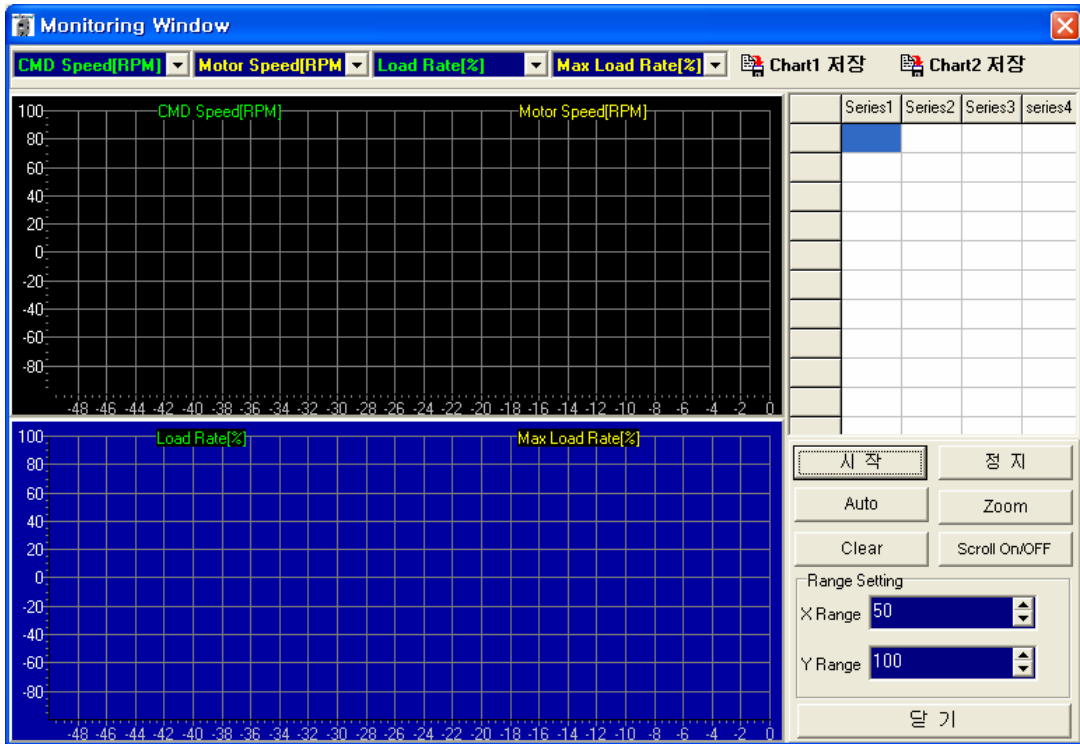 Monitoring Window
CMD Speed[RPM] Motor Speed[RPM Load Rate[%] Max Load Rate[%] Chart1 저장 Chart2 저장
CMD Speed[RPM] Motor Speed[RPM]
100
80
60
40
20
0
-20
-40
-60
-80
-48 -46 -44 -42 -40 -38 -36 -34 -32 -30 -28 -26 -24 -22 -20 -18 -16 -14 -12 -10 -8 -6 -4 -2 0
Load Rate[%] Max Load Rate[%]
100
80
60
40
20
0
-20
-40
-60
-80
-48 -46 -44 -42 -40 -38 -36 -34 -32 -30 -28 -26 -24 -22 -20 -18 -16 -14 -12 -10 -8 -6 -4 -2 0
Series1 Series2 Series3 series4
시 작 정 지
Auto Zoom
Clear Scroll On/OFF
Range Setting
X Range 50
Y Range 100
닫 기